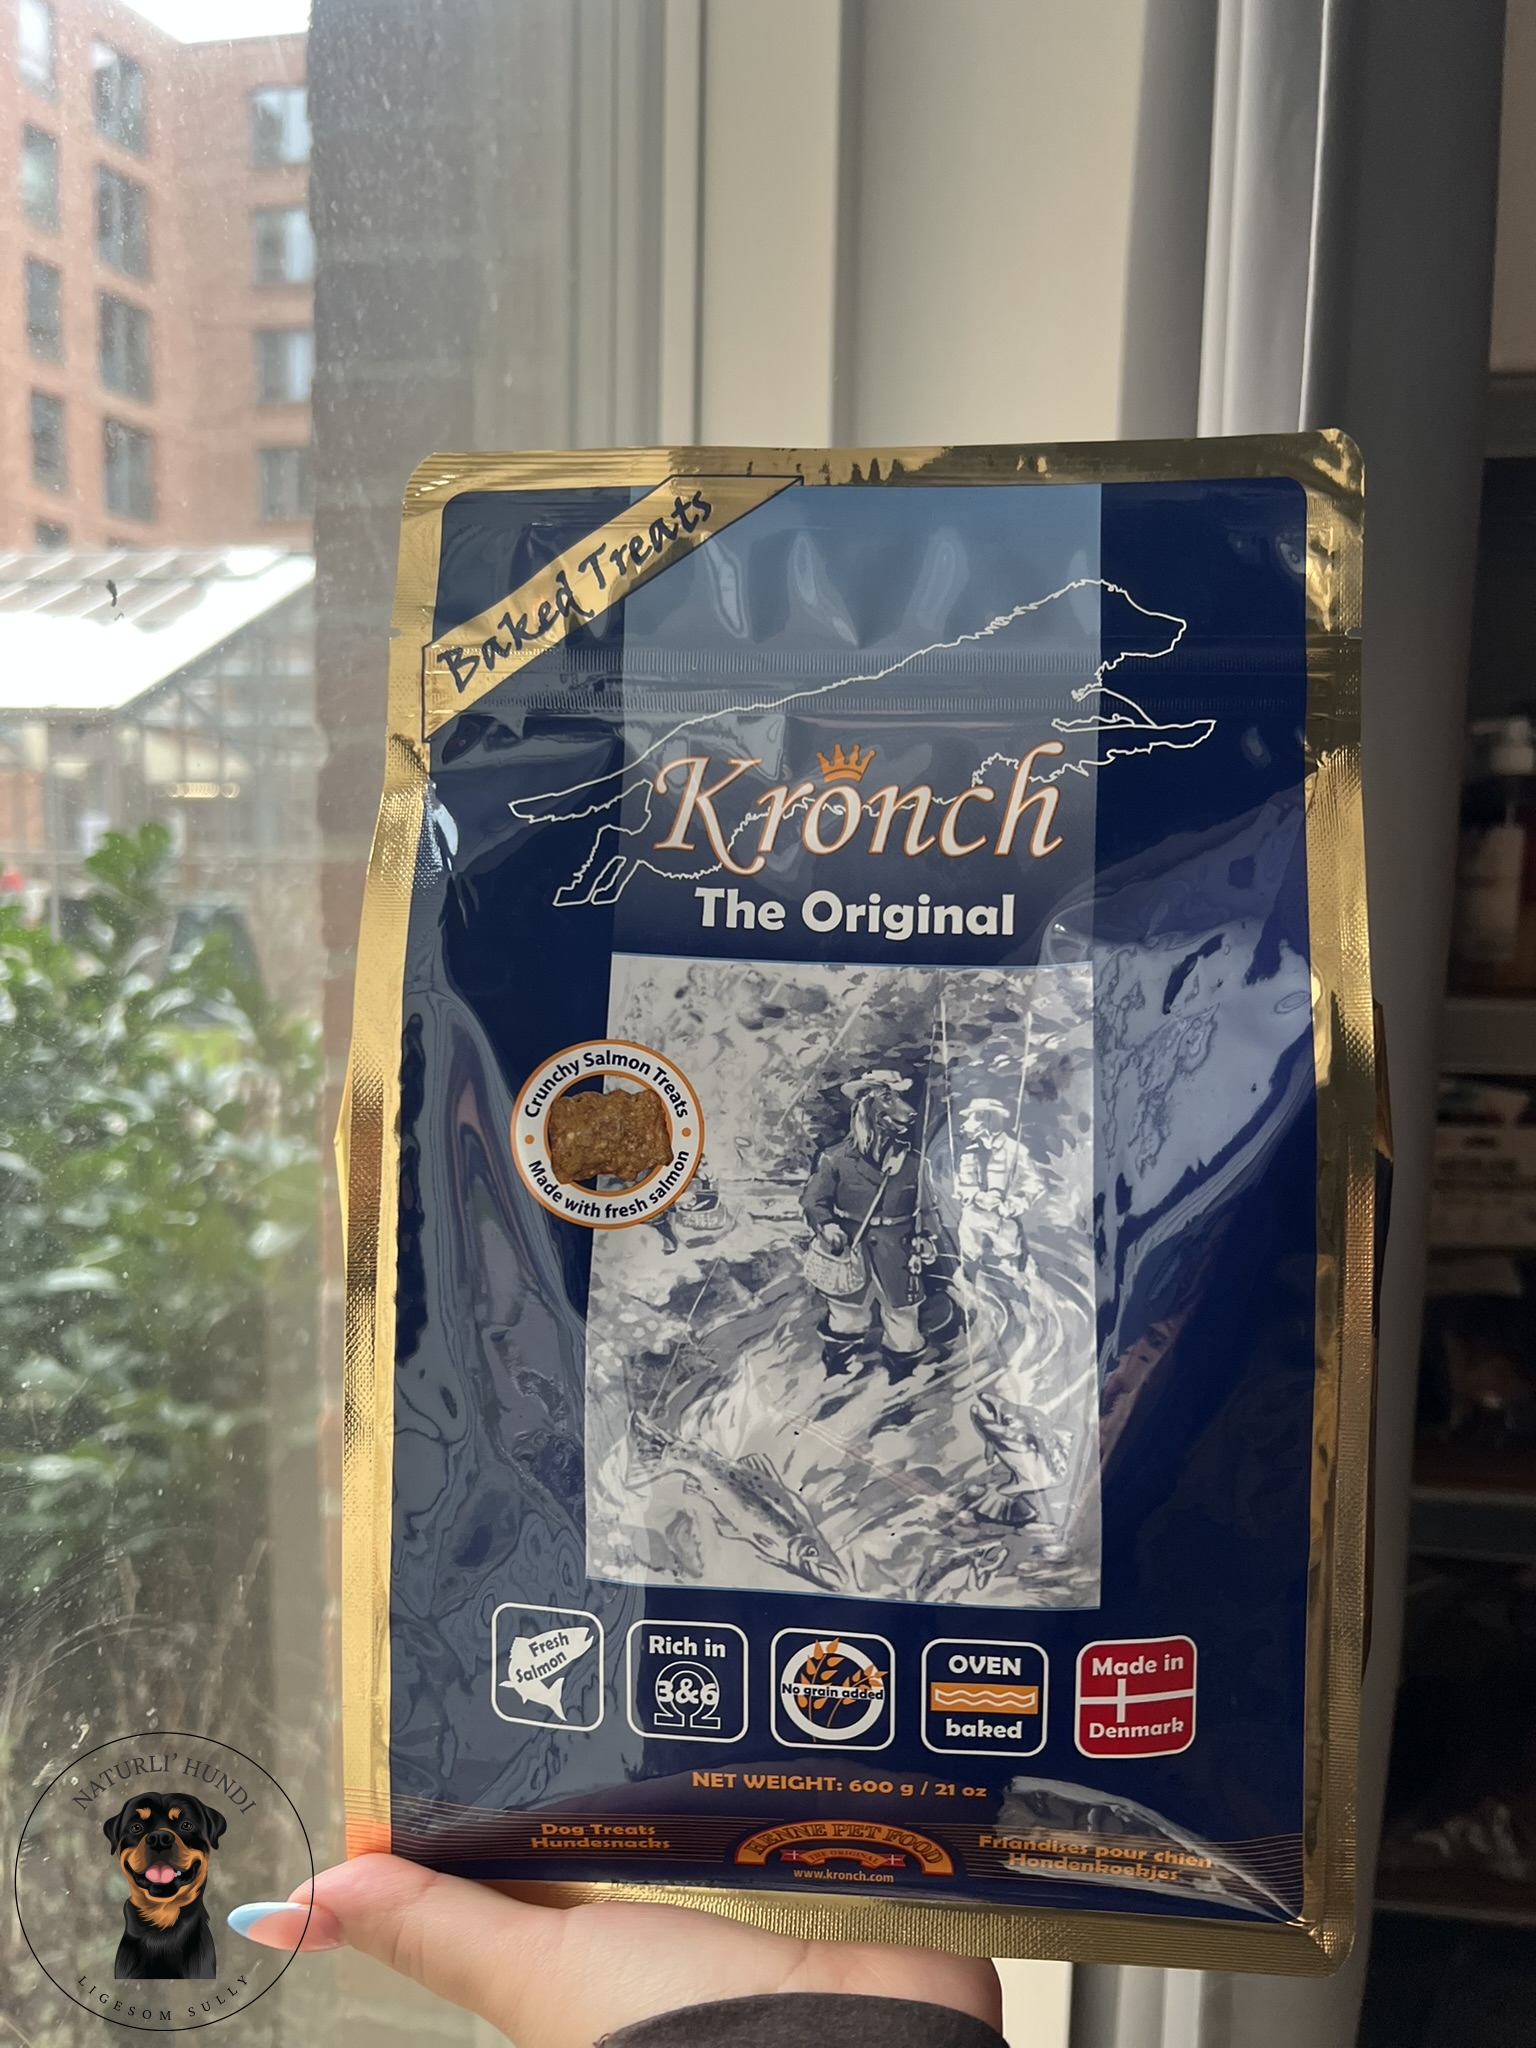 Baked Treats
Kronch
The Original
Crunchy Salmon Treats
Made with fresh salmon
Fresh
Salmon
Rich in
3&6
Ω
No grain added
OVEN
baked
Made in
Denmark
NET WEIGHT: 600 g / 21 oz
Dog Treats
Hundesnacks
HENNE PET FOOD
THE ORIGINAL
www.kronch.com
Friandises pour chien
Hondenkoekjes
NATURLI' HUNDI
LIGESOM SULLY